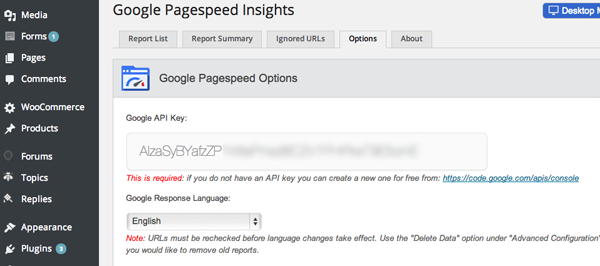 Media
Forms 1
Pages
Comments
WooCommerce
Products
Forums
Topics
Replies
Appearance
Plugins 3
Google Pagespeed Insights
Desktop
Report List
Report Summary
Ignored URLs
Options
About
Google Pagespeed Options
Google API Key:
AIzaSyBYafzZP
This is required: if you do not have an API key you can create a new one for free from: https://code.google.com/apis/console
Google Response Language:
English
Note: URLs must be rechecked before language changes take effect. Use the "Delete Data" option under "Advanced Configuration"
you would like to remove old reports.